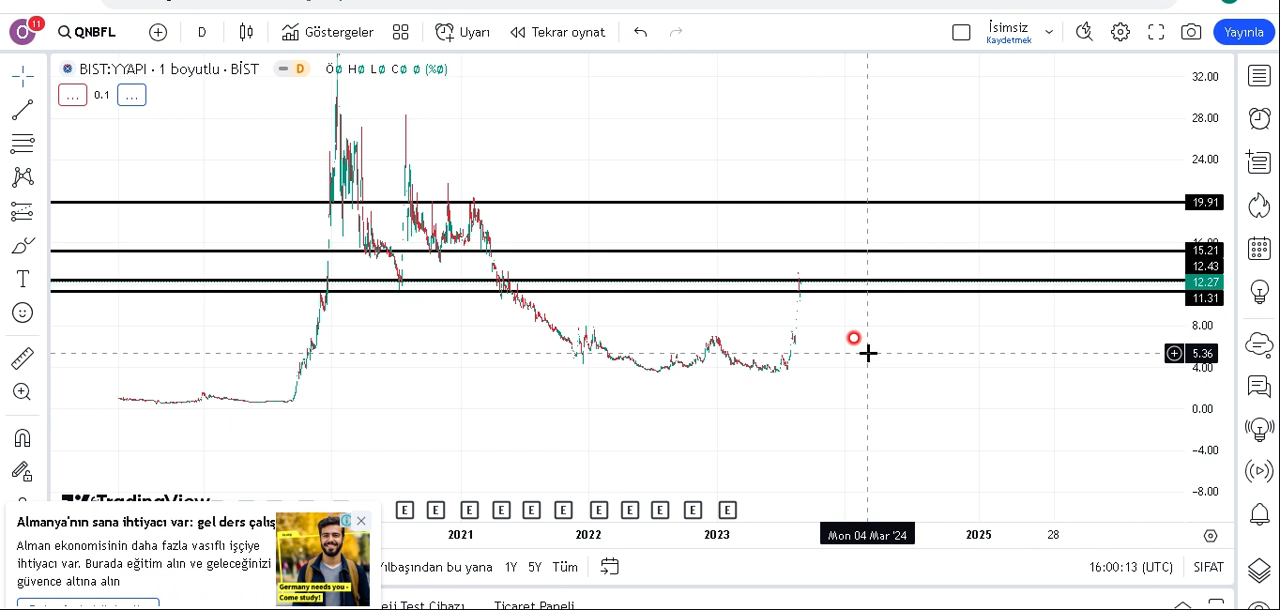 11
QNBFL
D
Göstergeler
Uyarı
Tekrar oynat
İsimsiz
Kaydetmek
Yayınla
BIST:YYAPI · 1 boyutlu · BİST
D
Ö∅ H∅ L∅ C∅ ∅ (%∅)
...
0.1
...
32.00
28.00
24.00
19.91
16.00
15.21
12.43
12.27
11.31
8.00
5.36
4.00
0.00
−4.00
−8.00
TradingView
E E E E E E E E E E E
2021
2022
2023
Mon 04 Mar '24
2025
28
Almanya'nın sana ihtiyacı var: gel ders çalış
Alman ekonomisinin daha fazla vasıflı işçiye
ihtiyacı var. Burada eğitim alın ve geleceğinizi
güvence altına alın
Germany needs you -
Come study!
Yılbaşından bu yana
1Y
5Y
Tüm
16:00:13 (UTC)
SIFAT
Ticaret Paneli